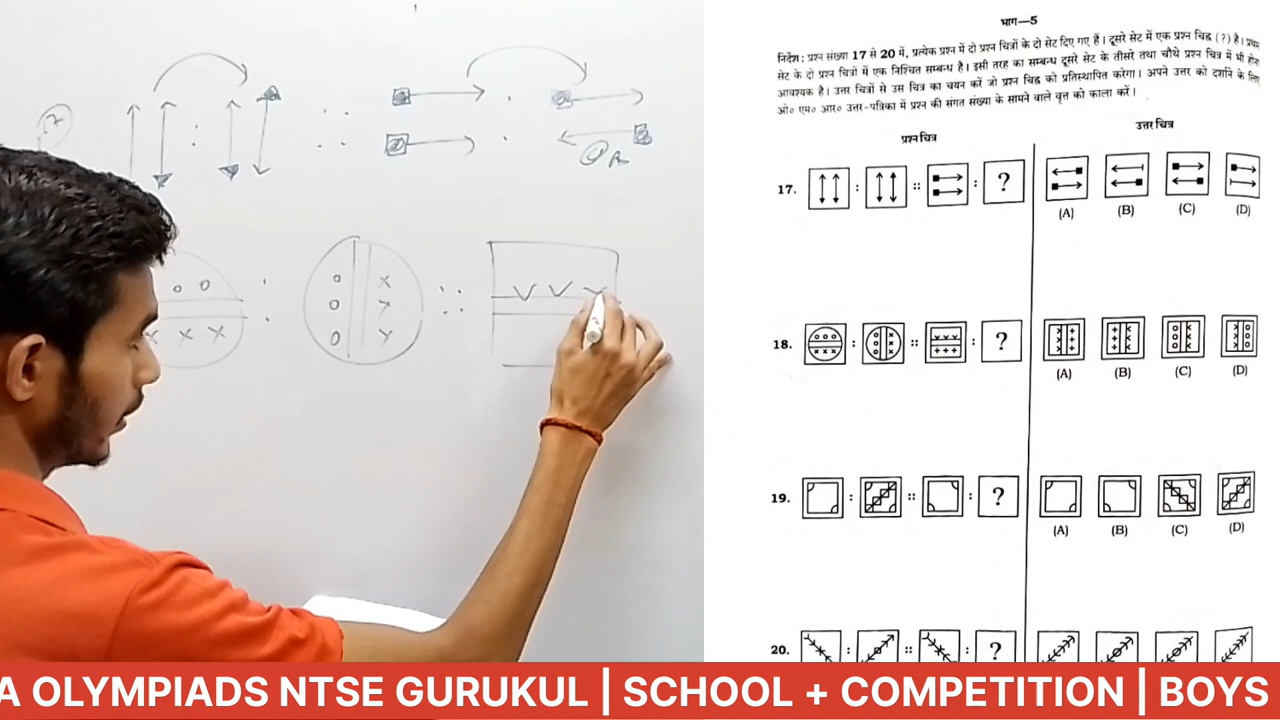 भाग—5
निर्देश : प्रश्न संख्या 17 से 20 में, प्रत्येक प्रश्न में दो प्रश्न चित्रों के दो सेट दिए गए हैं। दूसरे सेट में एक प्रश्न चिह्न (?) है। प्रथम
सेट के दो प्रश्न चित्रों में एक निश्चित सम्बन्ध है। इसी तरह का सम्बन्ध दूसरे सेट के तीसरे तथा चौथे प्रश्न चित्र में भी होना
आवश्यक है। उत्तर चित्रों से उस चित्र का चयन करें जो प्रश्न चिह्न को प्रतिस्थापित करेगा। अपने उत्तर को दर्शाने के लिए
ओ० एम० आर० उत्तर-पत्रिका में प्रश्न की संगत संख्या के सामने वाले वृत्त को काला करें।
प्रश्न चित्र
उत्तर चित्र
17. : :: : ?
(A) (B) (C) (D)
18. : :: : ?
(A) (B) (C) (D)
19. : :: : ?
(A) (B) (C) (D)
20. : :: : ?
A OLYMPIADS NTSE GURUKUL | SCHOOL + COMPETITION | BOYS